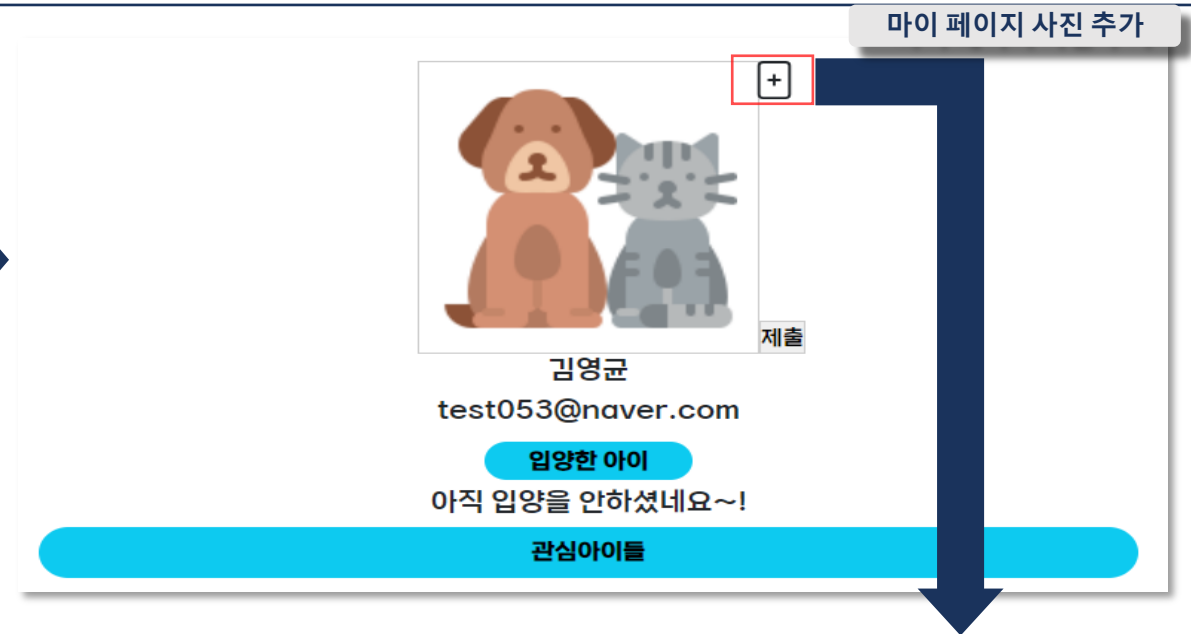 마이 페이지 사진 추가
+
제출
김영균
test053@naver.com
입양한 아이
아직 입양을 안하셨네요~!
관심아이들